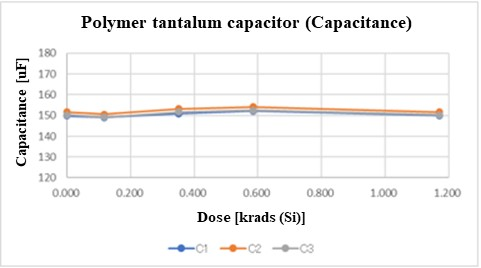 Polymer tantalum capacitor (Capacitance)
Capacitance [uF]
180
170
160
150
140
130
120
0.000 0.200 0.400 0.600 0.800 1.000 1.200
Dose [krads (Si)]
C1 C2 C3